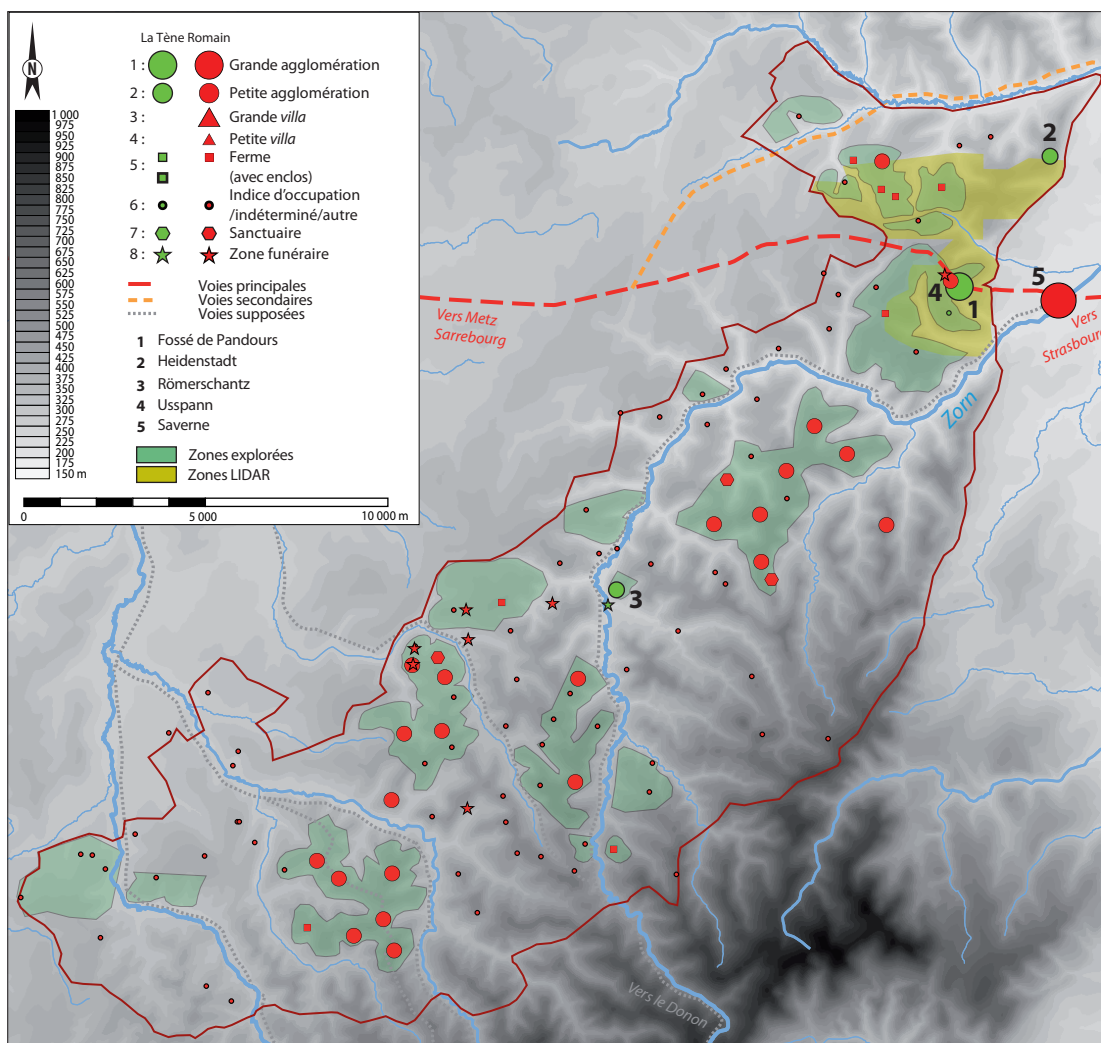 N
La Tène Romain
1 : Grande agglomération
2 : Petite agglomération
3 : Grande villa
4 : Petite villa
5 : Ferme
(avec enclos)
6 : Indice d'occupation
/indéterminé/autre
7 : Sanctuaire
8 : Zone funéraire
1 000
975
950
925
900
875
850
825
800
775
750
725
700
675
650
625
600
575
550
525
500
475
450
425
400
375
350
325
300
275
250
225
200
175
150 m
Voies principales
Voies secondaires
Voies supposées
1 Fossé de Pandours
2 Heidenstadt
3 Römerschantz
4 Usspann
5 Saverne
Zones explorées
Zones LIDAR
0 5 000 10 000 m
2
5
4
1
Vers Metz
Sarrebourg
Vers
Strasbourg
Zorn
3
Vers le Donon